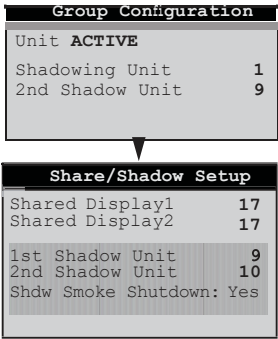 Group Configuration
Unit ACTIVE
Shadowing Unit 1
2nd Shadow Unit 9
Share/Shadow Setup
Shared Display1 17
Shared Display2 17
1st Shadow Unit 9
2nd Shadow Unit 10
Shdw Smoke Shutdown: Yes